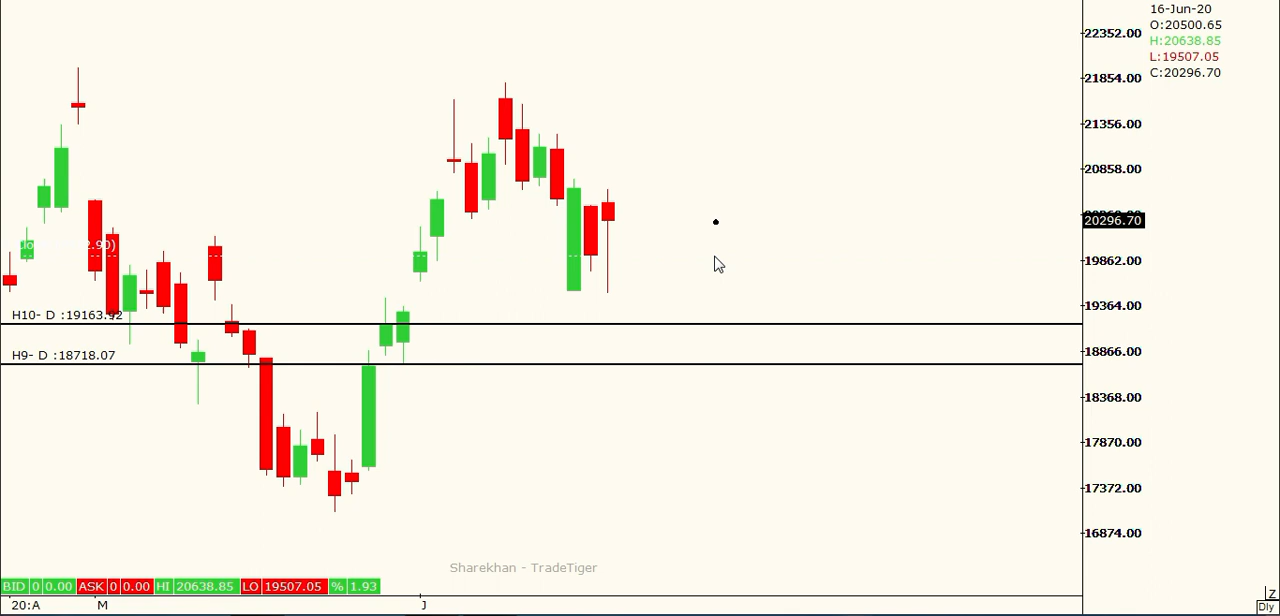 16-Jun-20
O:20500.65
H:20638.85
L:19507.05
C:20296.70
22352.00
21854.00
21356.00
20858.00
20296.70
19862.00
19364.00
18866.00
18368.00
17870.00
17372.00
16874.00
H10- D :19163.92
H9- D :18718.07
Sharekhan - TradeTiger
BID 0 0.00 ASK 0 0.00 HI 20638.85 LO 19507.05 % 1.93
20:A M J
Z
Dly